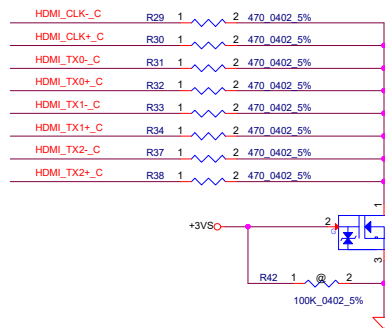 HDMI_CLK-_C R29 1 2 470_0402_5%
HDMI_CLK+_C R30 1 2 470_0402_5%
HDMI_TX0-_C R31 1 2 470_0402_5%
HDMI_TX0+_C R32 1 2 470_0402_5%
HDMI_TX1-_C R33 1 2 470_0402_5%
HDMI_TX1+_C R34 1 2 470_0402_5%
HDMI_TX2-_C R37 1 2 470_0402_5%
HDMI_TX2+_C R38 1 2 470_0402_5%
1
+3VS 2
G
3
R42 1 @ 2
100K_0402_5%